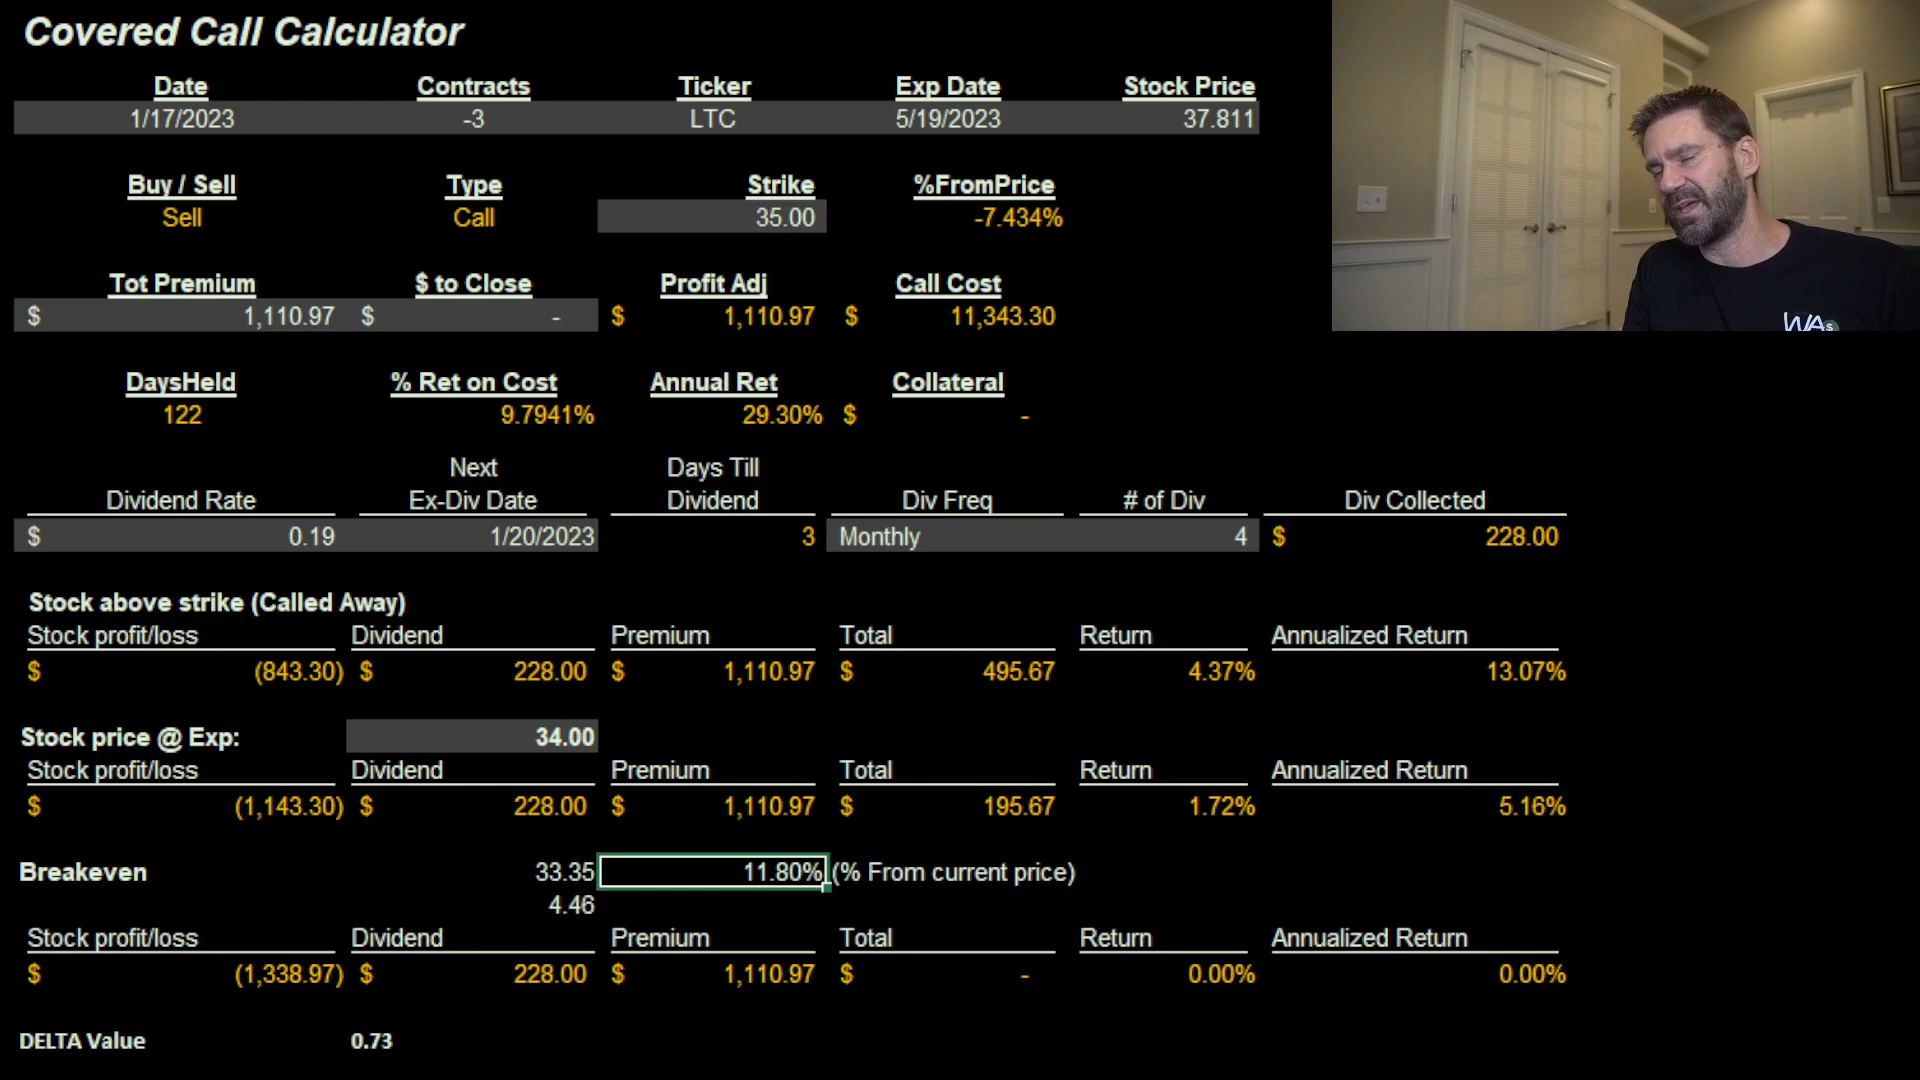 Covered Call Calculator
Date Contracts Ticker Exp Date Stock Price
1/17/2023 -3 LTC 5/19/2023 37.811
Buy / Sell Type Strike %FromPrice
Sell Call 35.00 -7.434%
Tot Premium $ to Close Profit Adj Call Cost
$ 1,110.97 $ - $ 1,110.97 $ 11,343.30
DaysHeld % Ret on Cost Annual Ret Collateral
122 9.7941% 29.30% $ -
Next Days Till
Dividend Rate Ex-Div Date Dividend Div Freq # of Div Div Collected
$ 0.19 1/20/2023 3 Monthly 4 $ 228.00
Stock above strike (Called Away)
Stock profit/loss Dividend Premium Total Return Annualized Return
$ (843.30) $ 228.00 $ 1,110.97 $ 495.67 4.37% 13.07%
Stock price @ Exp: 34.00
Stock profit/loss Dividend Premium Total Return Annualized Return
$ (1,143.30) $ 228.00 $ 1,110.97 $ 195.67 1.72% 5.16%
Breakeven 33.35 11.80% (% From current price)
4.46
Stock profit/loss Dividend Premium Total Return Annualized Return
$ (1,338.97) $ 228.00 $ 1,110.97 $ - 0.00% 0.00%
DELTA Value 0.73
WA$